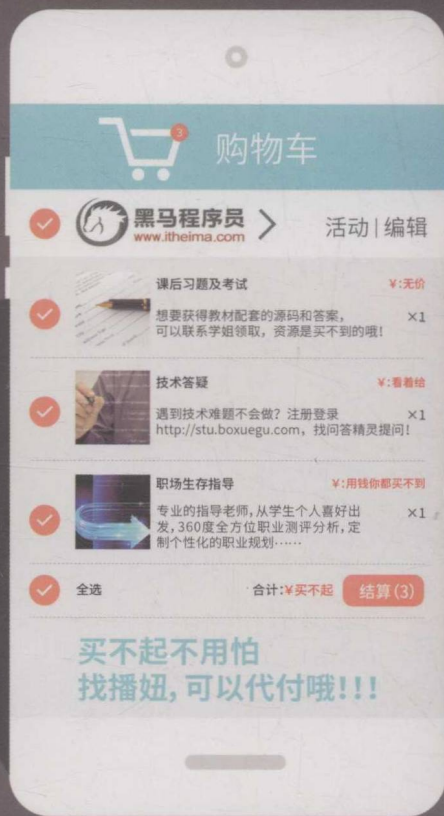 3
购物车
黑马程序员
www.itheima.com
活动|编辑
课后习题及考试 ¥:无价
想要获得教材配套的源码和答案, ×1
可以联系学姐领取,资源是买不到的哦!
技术答疑 ¥:看着给
遇到技术难题不会做?注册登录 ×1
http://stu.boxuegu.com,找问答精灵提问!
职场生存指导 ¥:用钱你都买不到
专业的指导老师,从学生个人喜好出 ×1
发,360度全方位职业测评分析,定
制个性化的职业规划……
全选 合计:¥买不起 结算(3)
买不起不用怕
找播妞,可以代付哦!!!